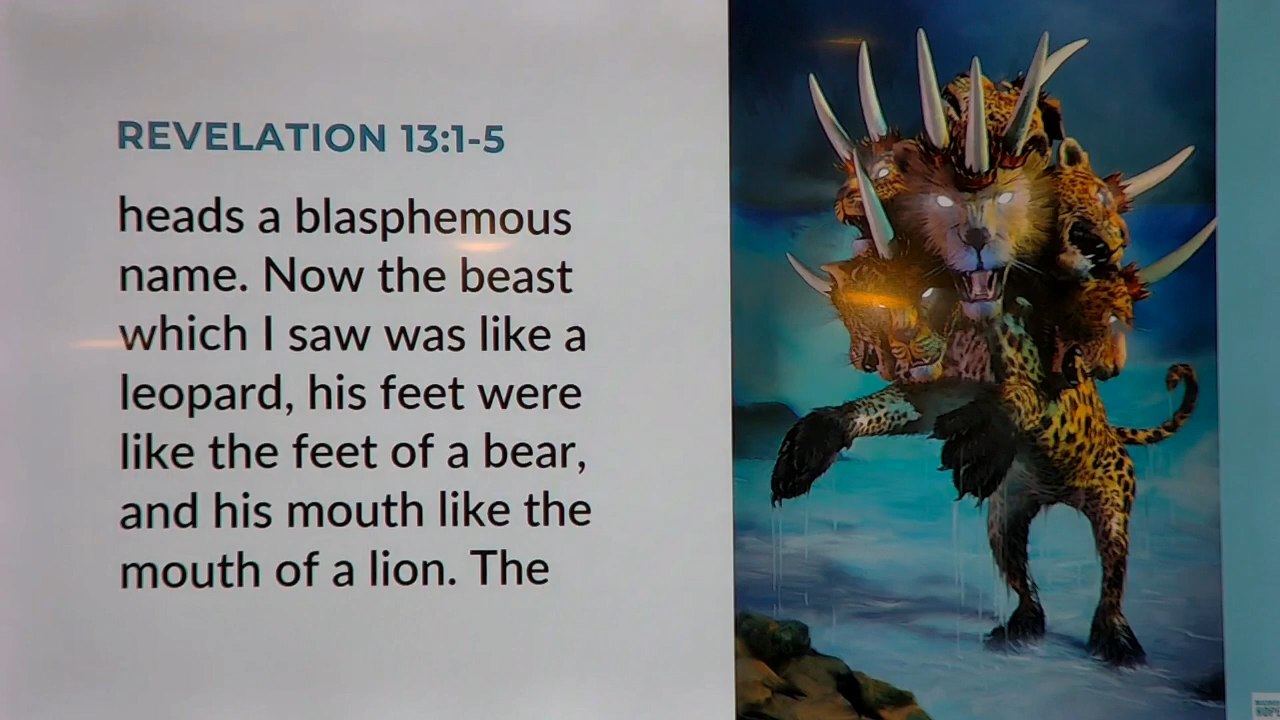 REVELATION 13:1-5
heads a blasphemous
name. Now the beast
which I saw was like a
leopard, his feet were
like the feet of a bear,
and his mouth like the
mouth of a lion. The